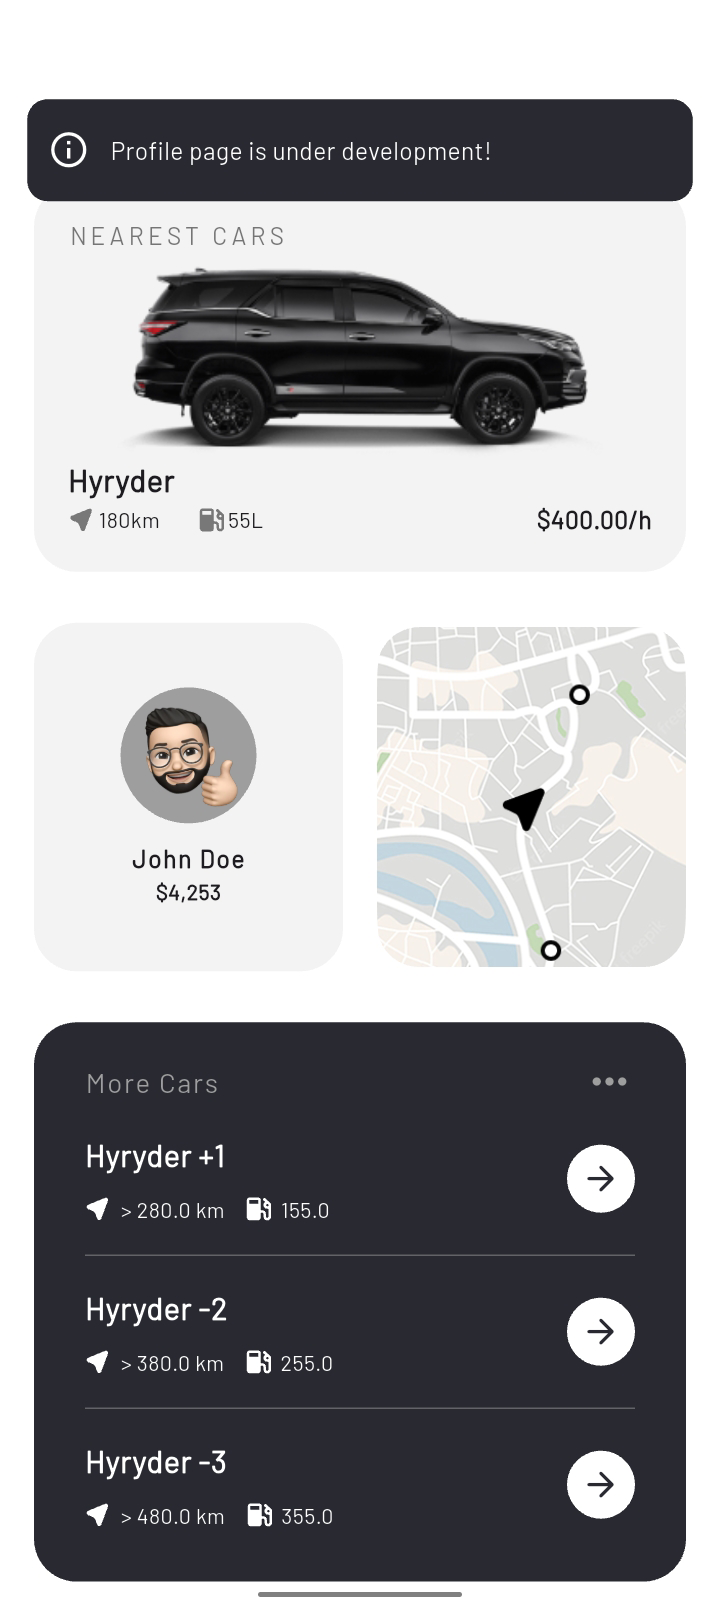 Profile page is under development!
NEAREST CARS
Hyryder
180km 55L $400.00/h
John Doe
$4,253
More Cars
Hyryder +1
> 280.0 km 155.0
Hyryder -2
> 380.0 km 255.0
Hyryder -3
> 480.0 km 355.0